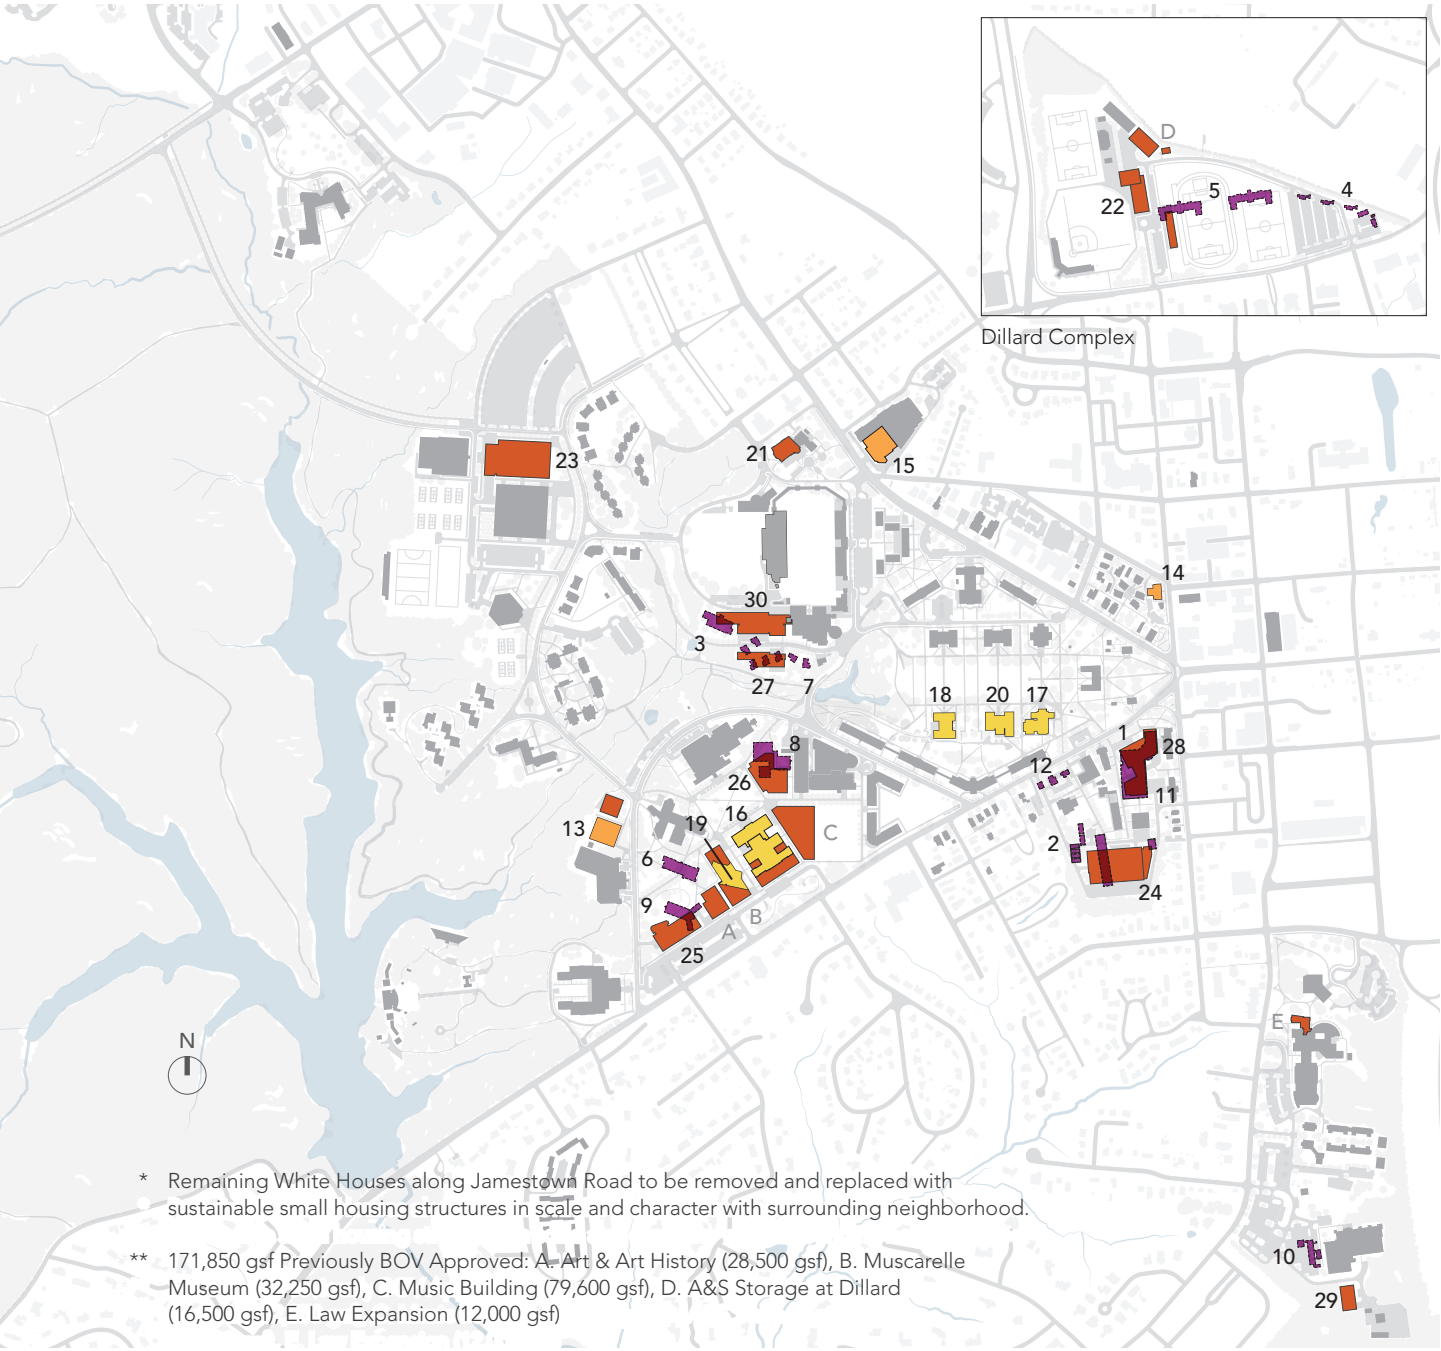 D
5
4
22
Dillard Complex
23
21
15
14
30
3
27
7
18
20
17
1
28
8
12
26
11
16
19
C
13
2
6
24
9
B
A
25
E
N
* Remaining White Houses along Jamestown Road to be removed and replaced with
sustainable small housing structures in scale and character with surrounding neighborhood.
** 171,850 gsf Previously BOV Approved: A. Art & Art History (28,500 gsf), B. Muscarelle
Museum (32,250 gsf), C. Music Building (79,600 gsf), D. A&S Storage at Dillard
(16,500 gsf), E. Law Expansion (12,000 gsf)
10
29